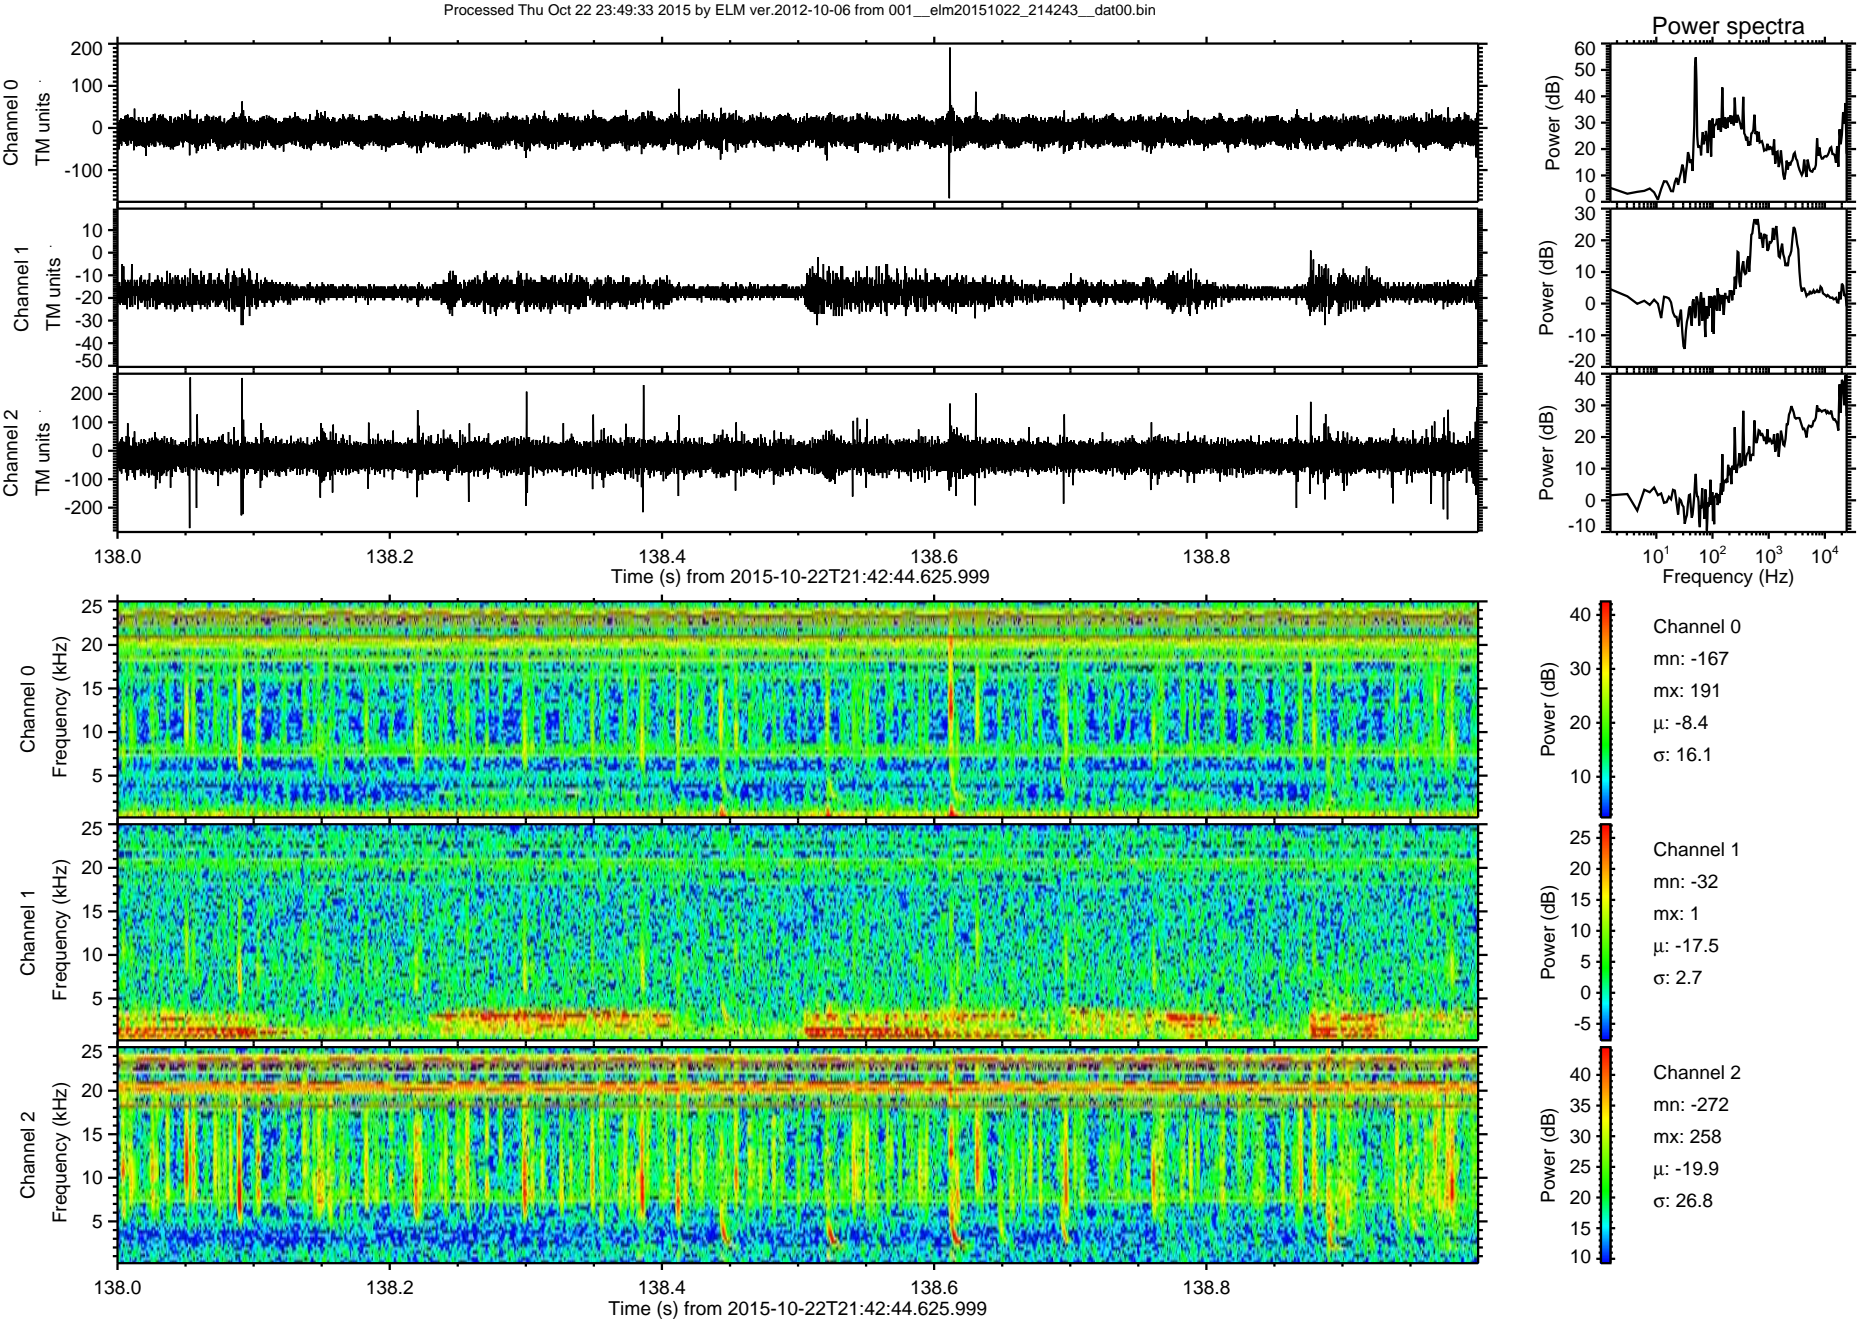 Processed Thu Oct 22 23:49:33 2015 by ELM ver.2012-10-06 from 001__elm20151022_214243__dat00.bin
Power spectra
Channel 0
TM units
200
100
0
-100
Power (dB)
60
50
40
30
20
10
0
Channel 1
TM units
10
0
-10
-20
-30
-40
-50
Power (dB)
30
20
10
0
-10
-20
Channel 2
TM units
200
100
0
-100
-200
Power (dB)
40
30
20
10
0
-10
138.0 138.2 138.4 138.6 138.8
Time (s) from 2015-10-22T21:42:44.625.999
10¹ 10² 10³ 10⁴
Frequency (Hz)
Channel 0
Frequency (kHz)
25
20
15
10
5
Power (dB)
40
30
20
10
Channel 0
mn: -167
mx: 191
μ: -8.4
σ: 16.1
Channel 1
Frequency (kHz)
25
20
15
10
5
Power (dB)
25
20
15
10
5
0
-5
Channel 1
mn: -32
mx: 1
μ: -17.5
σ: 2.7
Channel 2
Frequency (kHz)
25
20
15
10
5
Power (dB)
40
35
30
25
20
15
10
Channel 2
mn: -272
mx: 258
μ: -19.9
σ: 26.8
138.0 138.2 138.4 138.6 138.8
Time (s) from 2015-10-22T21:42:44.625.999